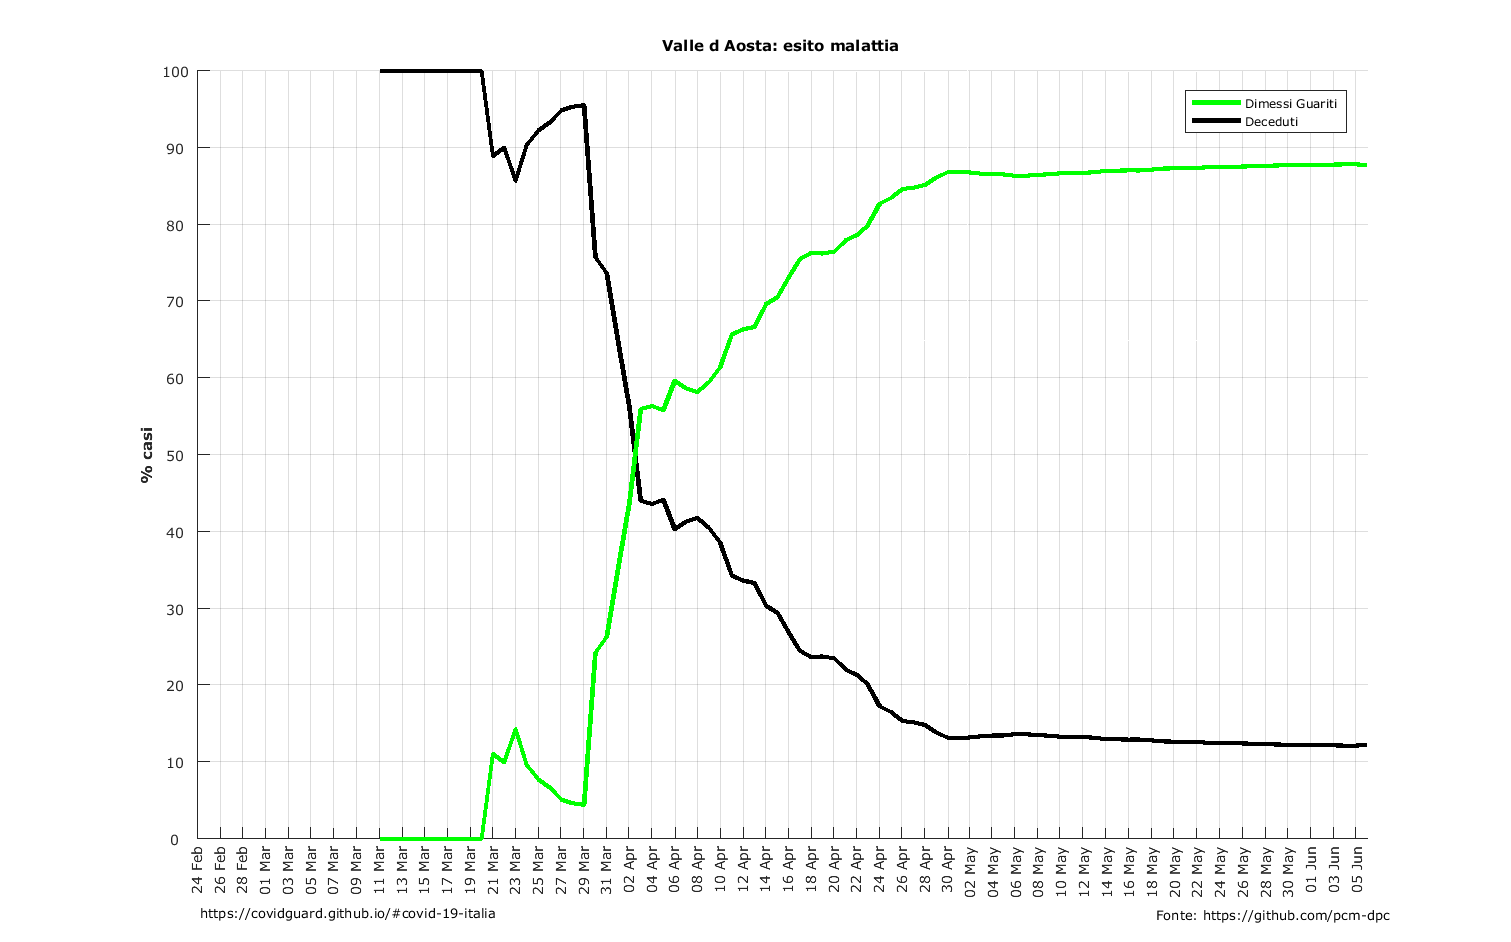 Valle d Aosta: esito malattia
Dimessi Guariti
Deceduti
% casi
100
90
80
70
60
50
40
30
20
10
0
24 Feb
26 Feb
28 Feb
01 Mar
03 Mar
05 Mar
07 Mar
09 Mar
11 Mar
13 Mar
15 Mar
17 Mar
19 Mar
21 Mar
23 Mar
25 Mar
27 Mar
29 Mar
31 Mar
02 Apr
04 Apr
06 Apr
08 Apr
10 Apr
12 Apr
14 Apr
16 Apr
18 Apr
20 Apr
22 Apr
24 Apr
26 Apr
28 Apr
30 Apr
02 May
04 May
06 May
08 May
10 May
12 May
14 May
16 May
18 May
20 May
22 May
24 May
26 May
28 May
30 May
01 Jun
03 Jun
05 Jun
https://covidguard.github.io/#covid-19-italia
Fonte: https://github.com/pcm-dpc